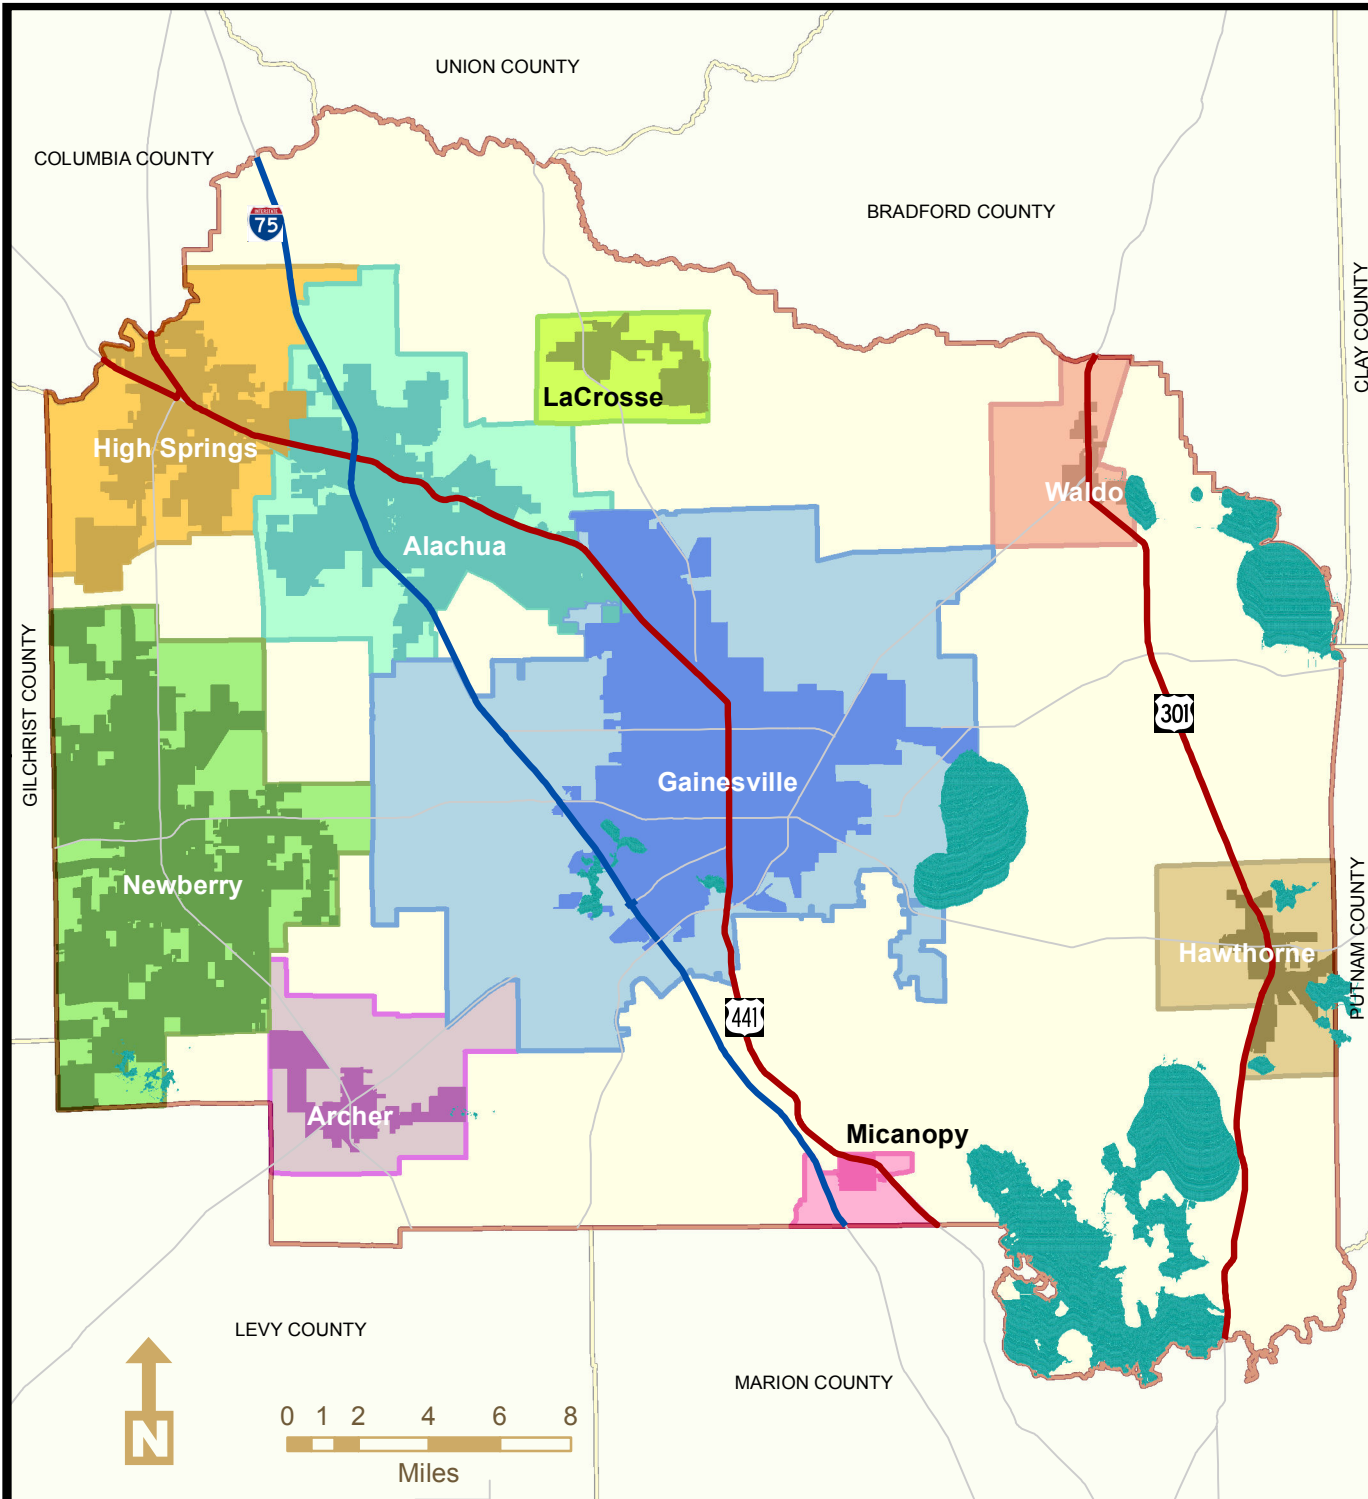 UNION COUNTY
COLUMBIA COUNTY
INTERSTATE
75
BRADFORD COUNTY
CLAY COUNTY
LaCrosse
High Springs
Waldo
Alachua
GILCHRIST COUNTY
301
Gainesville
Newberry
PUTNAM COUNTY
Hawthorne
441
Archer
Micanopy
LEVY COUNTY
MARION COUNTY
N
0 1 2 4 6 8
Miles